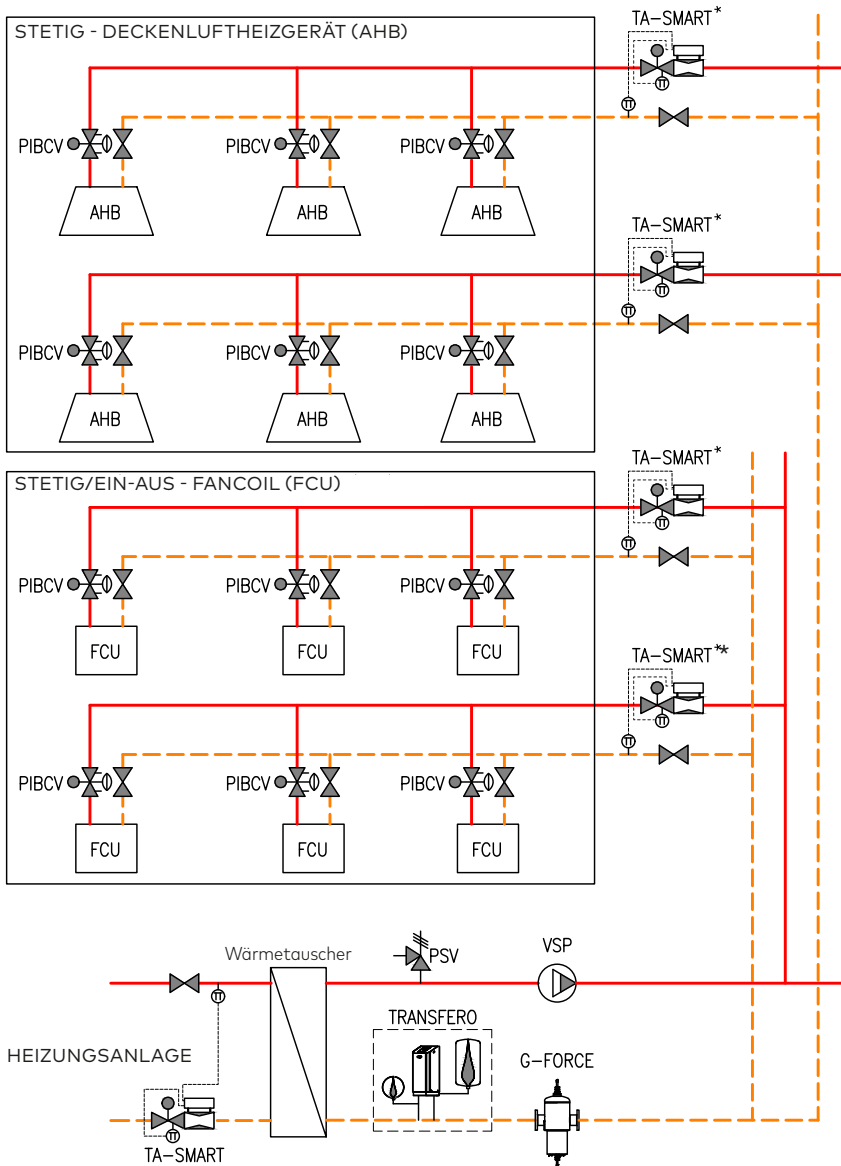 STETIG - DECKENLUFTHEIZGERÄT (AHB)
TA-SMART*
PIBCV PIBCV PIBCV
AHB AHB AHB
TA-SMART*
PIBCV PIBCV PIBCV
AHB AHB AHB
STETIG/EIN-AUS - FANCOIL (FCU)
TA-SMART*
PIBCV PIBCV PIBCV
FCU FCU FCU
TA-SMART**
PIBCV PIBCV PIBCV
FCU FCU FCU
Wärmetauscher
PSV
VSP
TRANSFERO
HEIZUNGSANLAGE
G-FORCE
TA-SMART